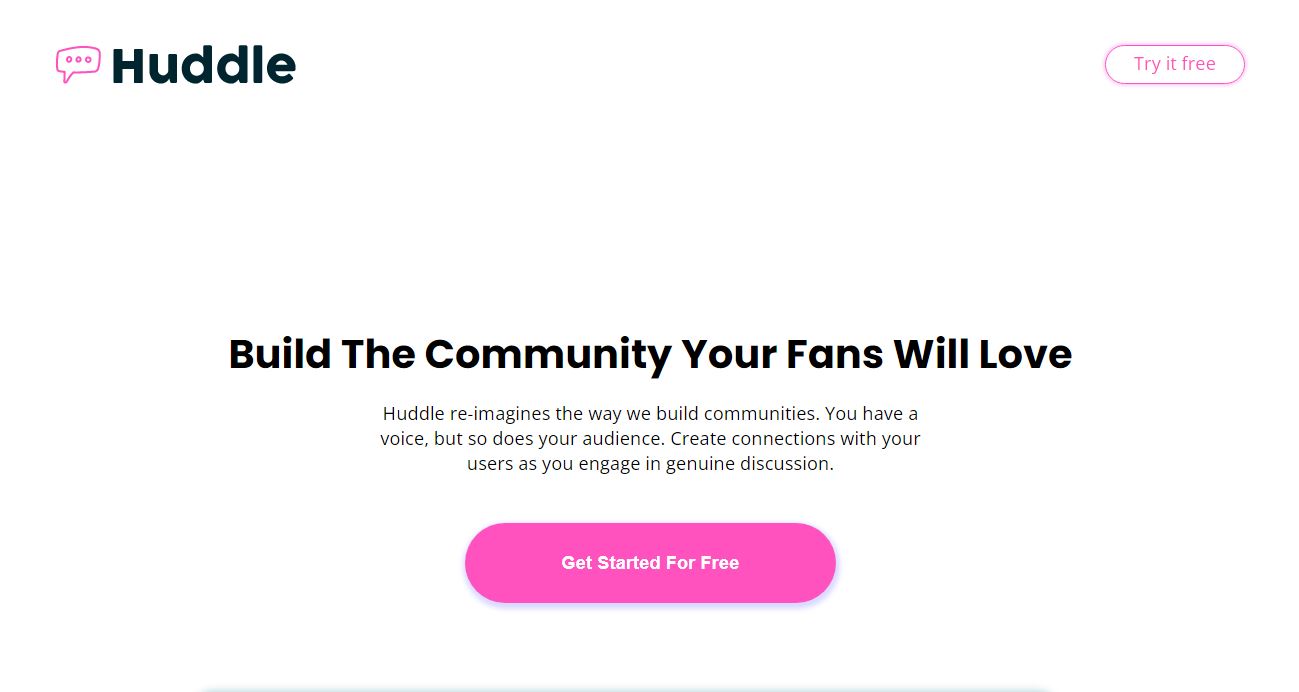 Huddle
Try it free
Build The Community Your Fans Will Love
Huddle re-imagines the way we build communities. You have a
voice, but so does your audience. Create connections with your
users as you engage in genuine discussion.
Get Started For Free